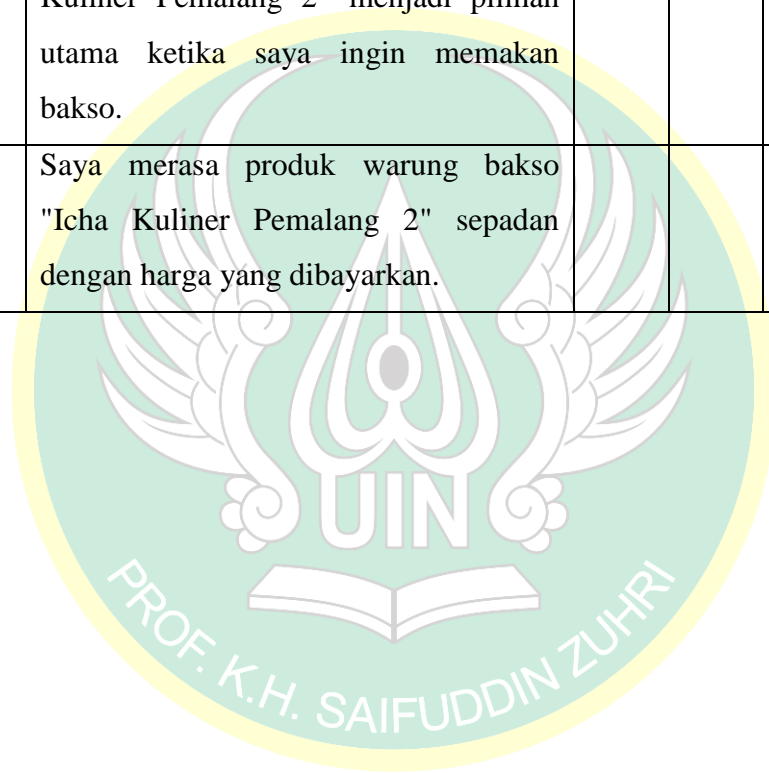 Kuliner Pemalang 2" menjadi pilihan
utama ketika saya ingin memakan
bakso.
Saya merasa produk warung bakso
"Icha Kuliner Pemalang 2" sepadan
dengan harga yang dibayarkan.
UIN
PROF. K.H. SAIFUDDIN ZUHRI